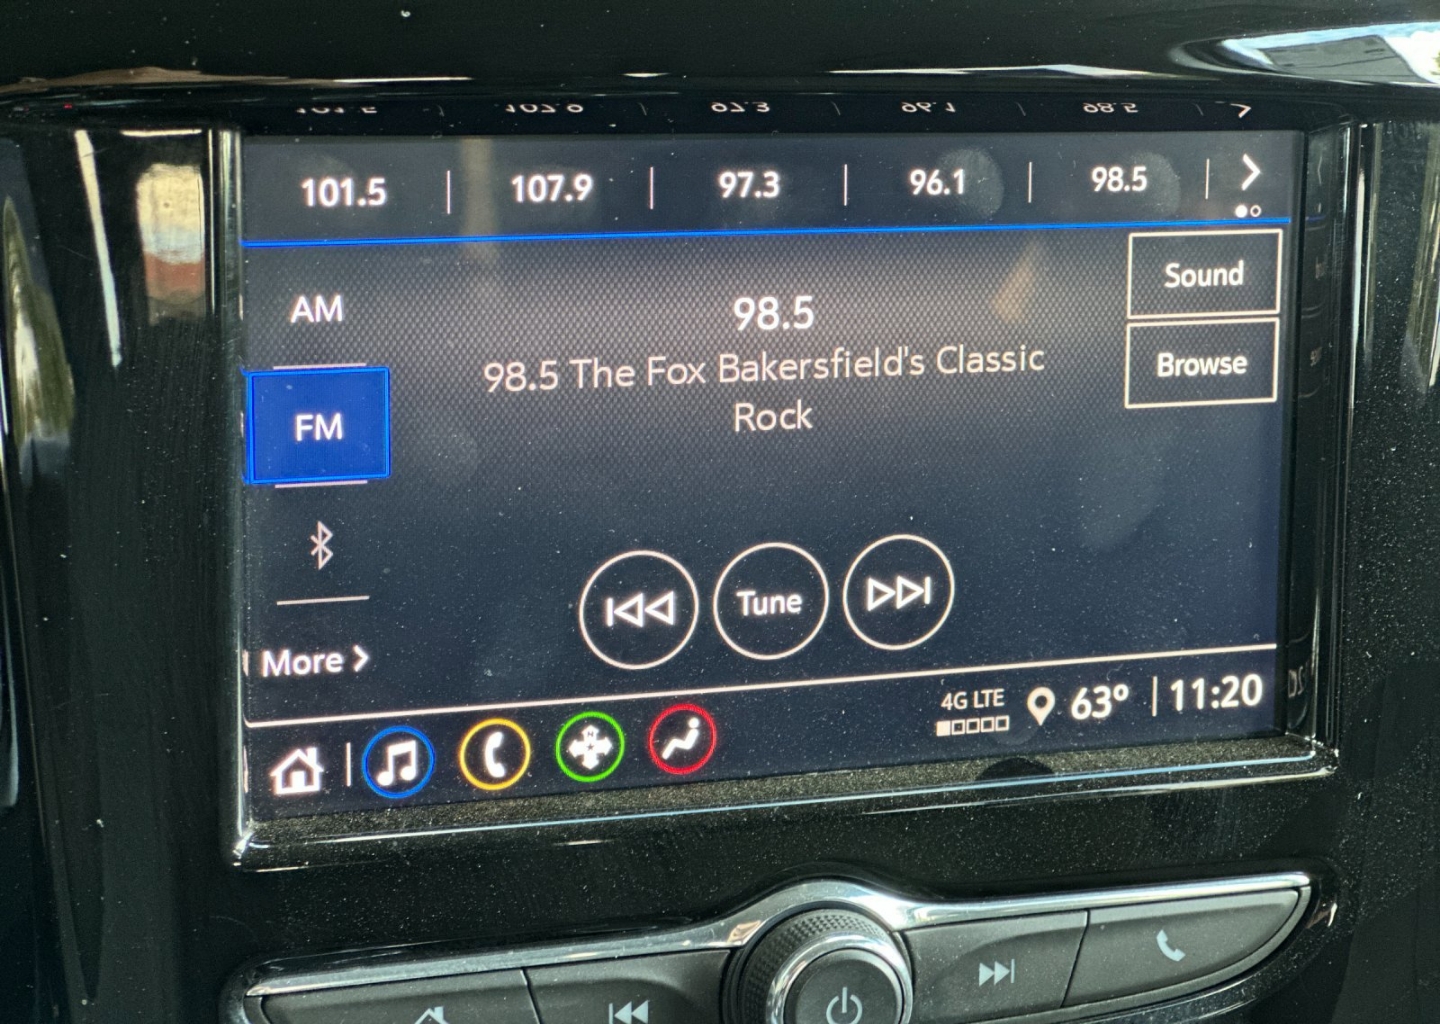 101.5 | 107.9 | 97.3 | 96.1 | 98.5 |
Sound
AM
98.5
98.5 The Fox Bakersfield's Classic
Rock
Browse
FM
Tune
More
4G LTE
63° | 11:20